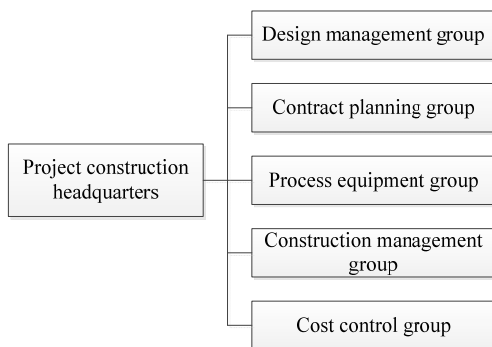 Design management group
Contract planning group
Project construction
headquarters
Process equipment group
Construction management
group
Cost control group